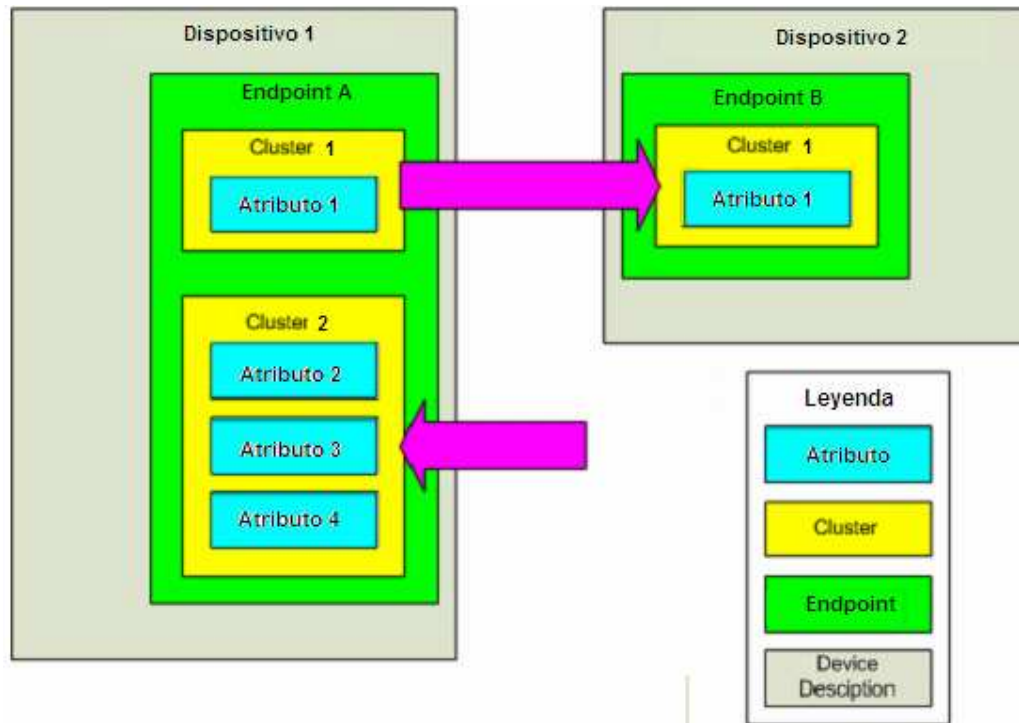 Dispositivo 1
Endpoint A
Cluster 1
Atributo 1
Cluster 2
Atributo 2
Atributo 3
Atributo 4
Dispositivo 2
Endpoint B
Cluster 1
Atributo 1
Leyenda
Atributo
Cluster
Endpoint
Device
Desciption